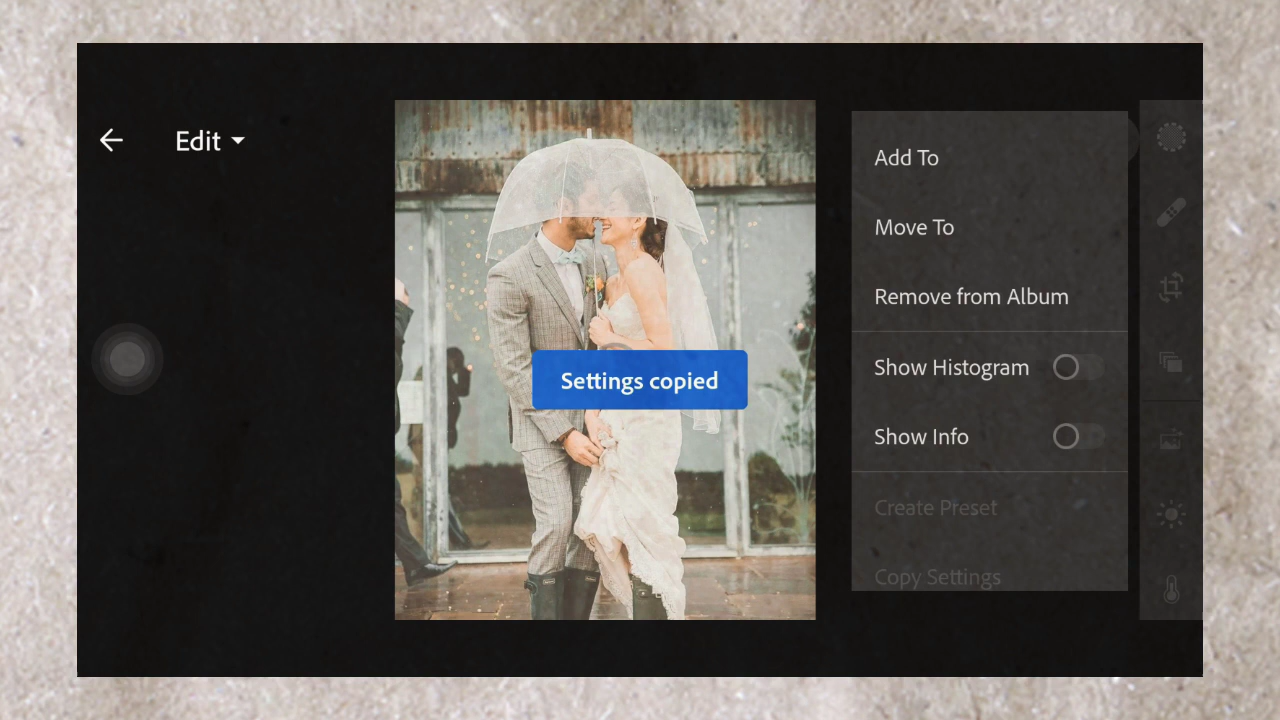 Edit
Add To
Move To
Remove from Album
Show Histogram
Show Info
Create Preset
Copy Settings
Settings copied